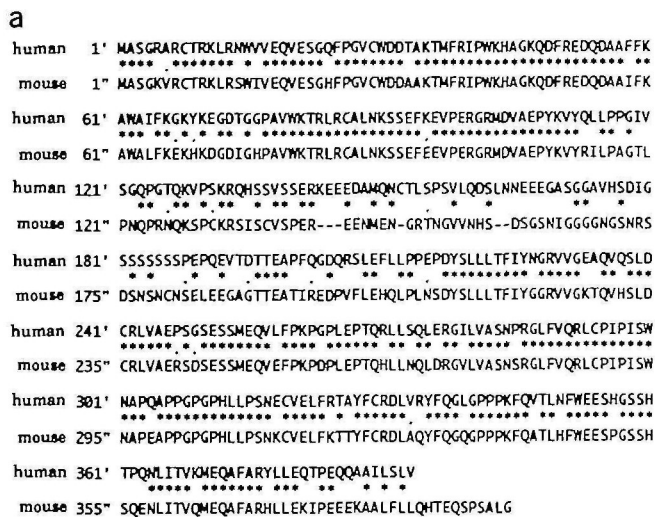 a
human 1' MASGRARCTRKLRNWVVEQVESGQFPGVCWDDTAKTMFRIPWKHAGKQDFREDQDAAFFK
mouse 1" MASGKVRCTRKLRSWIVEQVESGHFPGVCWDDAAKTMFRIPWKHAGKQDFREDQDAAIFK
human 61' AWAIFKGKYKEGDTGGPAVWKTRLRCALNKSSEFKEVPERGRMDVAEPYKVYQLLPPGIV
mouse 61" AWALFKEKHKDGDIGHPAVWKTRLRCALNKSSEFEEVPERGRMDVAEPYKVYRILPAGTL
human 121' SGQPGTQKVPSKRQHSSVSSERKEEEDAMQNCTLSPSVLQDSLNNEEEGASGGAVHSDIG
mouse 121" PNQPRNQKSPCKRSISCVSPER---EENMEN-GRTNGVVNHS--DSGSNIGGGGNGSNRS
human 181' SSSSSSSPEPQEVTDTTEAPFQGDQRSLEFLLPPEPDYSLLLTFIYNGRVVGEAQVQSLD
mouse 175" DSNSNCNSELEEGAGTTEATIREDPVFLEHQLPLNSDYSLLLTFIYGGRVVGKTQVHSLD
human 241' CRLVAEPSGSESSMEQVLFPKPGPLEPTQRLLSQLERGILVASNPRGLFVQRLCPIPISW
mouse 235" CRLVAERSDSESSMEQVEFPKPDPLEPTQHLLNQLDRGVLVASNSRGLFVQRLCPIPISW
human 301' NAPQAPPGPGPHLLPSNECVELFRTAYFCRDLVRYFQGLGPPPKFQVTLNFWEESHGSSH
mouse 295" NAPEAPPGPGPHLLPSNKCVELFKTTYFCRDLAQYFQGQGPPPKFQATLHFWEESPGSSH
human 361' TPQNLITVKMEQAFARYLLEQTPEQQAAILSLV
mouse 355" SQENLITVQMEQAFARHLLEKIPEEEKAALFLLQHTEQSPSALG